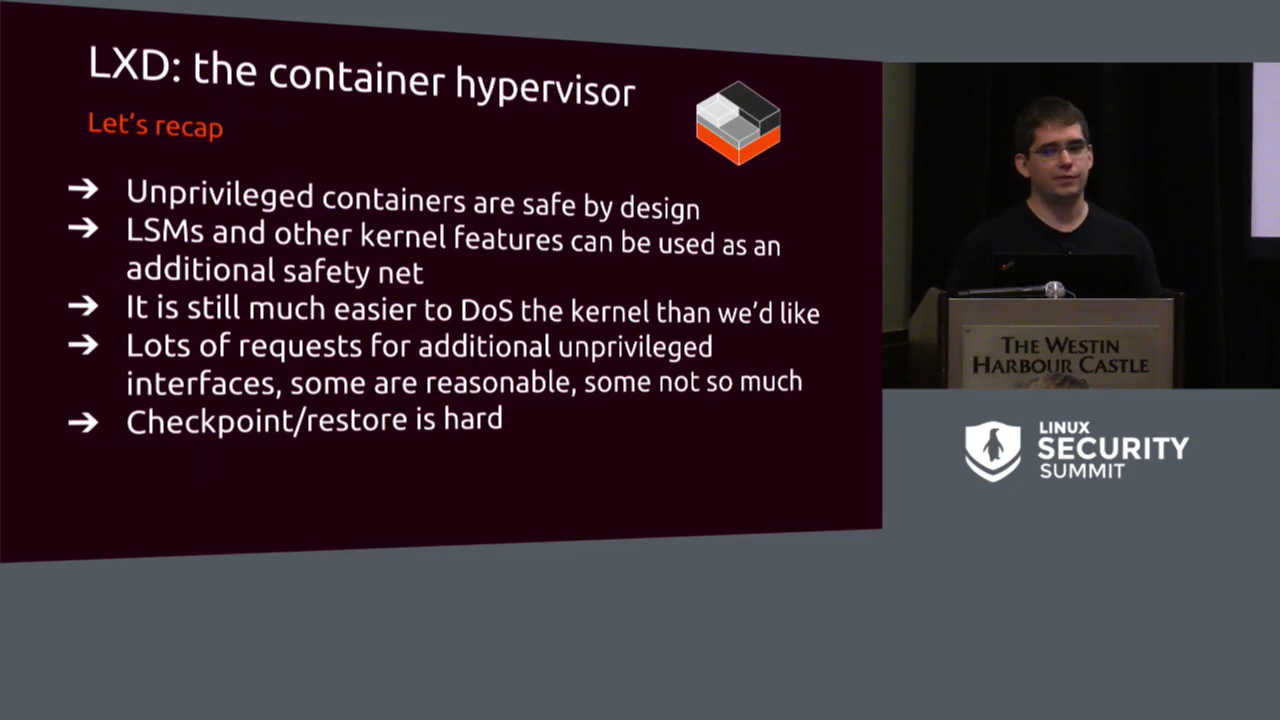 LXD: the container hypervisor
Let's recap
→ Unprivileged containers are safe by design
→ LSMs and other kernel features can be used as an
additional safety net
→ It is still much easier to DoS the kernel than we'd like
→ Lots of requests for additional unprivileged
interfaces, some are reasonable, some not so much
→ Checkpoint/restore is hard
THE WESTIN
HARBOUR CASTLE
LINUX
SECURITY
SUMMIT